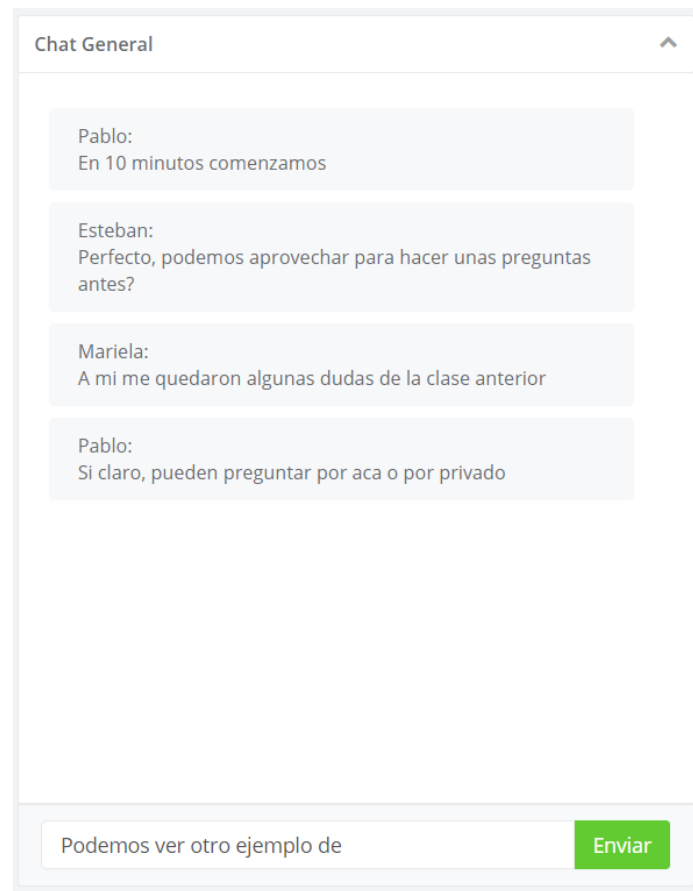 Chat General
Pablo:
En 10 minutos comenzamos
Esteban:
Perfecto, podemos aprovechar para hacer unas preguntas
antes?
Mariela:
A mi me quedaron algunas dudas de la clase anterior
Pablo:
Si claro, pueden preguntar por aca o por privado
Podemos ver otro ejemplo de
Enviar